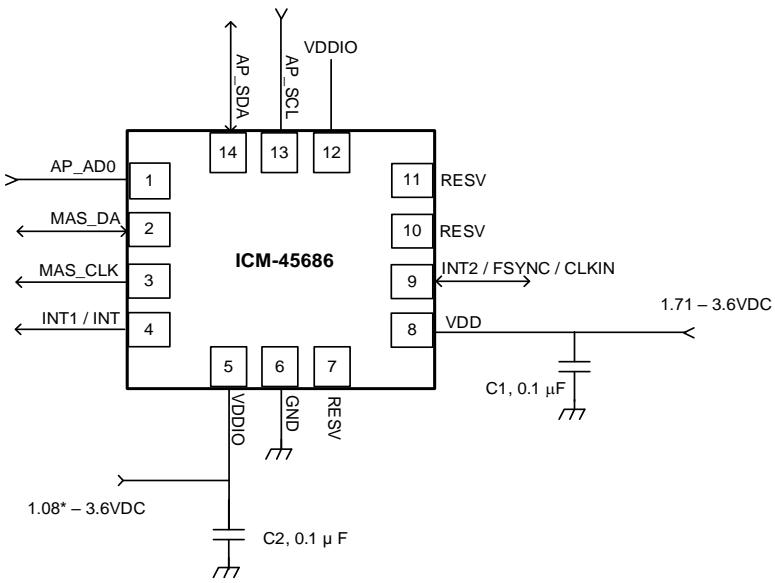 AP_SDA
AP_SCL
VDDIO
14
13
12
AP_AD0
1
11
RESV
MAS_DA
2
10
RESV
ICM-45686
MAS_CLK
3
9
INT2 / FSYNC / CLKIN
1.71 – 3.6VDC
INT1 / INT
4
8
VDD
5
6
7
C1, 0.1 µF
VDDIO
GND
RESV
1.08* – 3.6VDC
C2, 0.1 µ F